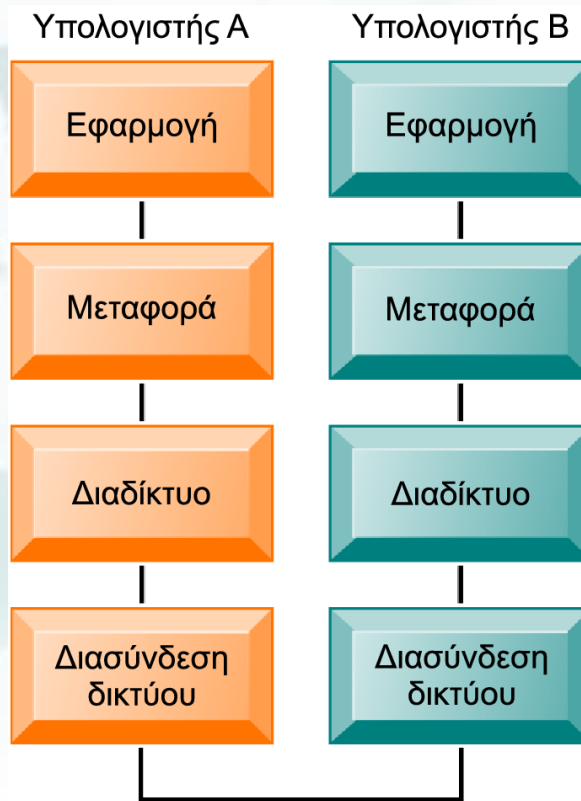 Υπολογιστής Α
Υπολογιστής Β
Εφαρμογή
Εφαρμογή
Μεταφορά
Μεταφορά
Διαδίκτυο
Διαδίκτυο
Διασύνδεση
δικτύου
Διασύνδεση
δικτύου